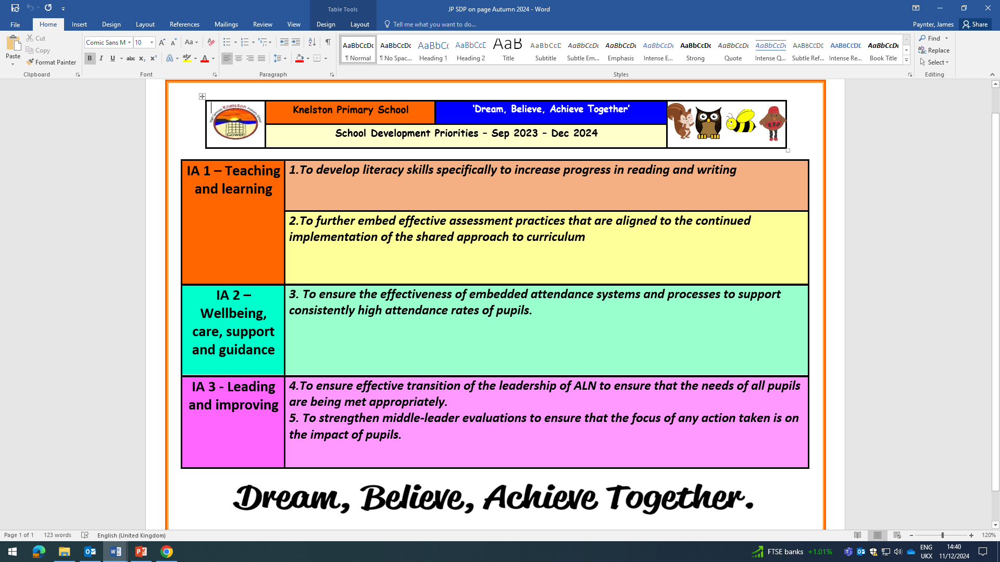 JP SDP on page Autumn 2024 - Word
Table Tools
File Home Insert Design Layout References Mailings Review View Design Layout Tell me what you want to do... Paynter, James Share
Paste
Cut
Copy
Format Painter
Clipboard
Comic Sans M 10
Font
Paragraph
AaBbCcDc AaBbCcDc AaBbCc AaBbCcD AaB AaBbCcD AaBbCcDc AaBbCcDc AaBbCcDc AaBbCcDc AaBbCcDc AaBbCcDc AABBCCDE AABBCCDE AaBbCcDc
¶ Normal ¶ No Spac... Heading 1 Heading 2 Title Subtitle Subtle Em... Emphasis Intense E... Strong Quote Intense Q... Subtle Ref... Intense Re... Book Title
Styles
Find
Replace
Select
Editing
Knelston Primary School
Gower
Knelston Primary School
‘Dream, Believe, Achieve Together’
School Development Priorities – Sep 2023 – Dec 2024
R R P
IA 1 – Teaching
and learning
1.To develop literacy skills specifically to increase progress in reading and writing
2.To further embed effective assessment practices that are aligned to the continued
implementation of the shared approach to curriculum
IA 2 –
Wellbeing,
care, support
and guidance
3. To ensure the effectiveness of embedded attendance systems and processes to support
consistently high attendance rates of pupils.
IA 3 - Leading
and improving
4.To ensure effective transition of the leadership of ALN to ensure that the needs of all pupils
are being met appropriately.
5. To strengthen middle-leader evaluations to ensure that the focus of any action taken is on
the impact of pupils.
Dream, Believe, Achieve Together.
Page 1 of 1 123 words English (United Kingdom) 120%
FTSE banks +1.01%
ENG
UKX
14:40
11/12/2024